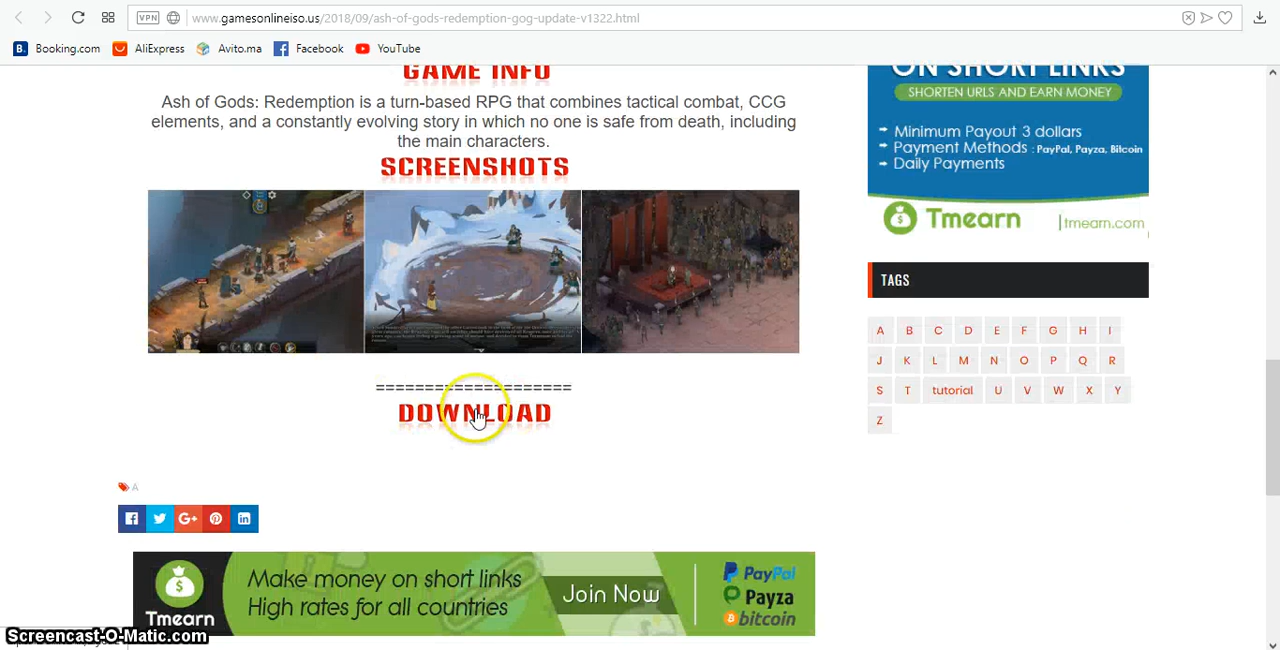 VPN
www.gamesonlineiso.us/2018/09/ash-of-gods-redemption-gog-update-v1322.html
B. Booking.com AliExpress Avito.ma Facebook YouTube
GAME INFO
Ash of Gods: Redemption is a turn-based RPG that combines tactical combat, CCG
elements, and a constantly evolving story in which no one is safe from death, including
the main characters.
SCREENSHOTS
====================
DOWNLOAD
A
Make money on short links
High rates for all countries
Tmearn
Join Now
PayPal
Payza
bitcoin
ON SHORT LINKS
SHORTEN URLS AND EARN MONEY
Minimum Payout 3 dollars
Payment Methods : PayPal, Payza, Bitcoin
Daily Payments
Tmearn
tmearn.com
TAGS
A B C D E F G H I
J K L M N O P Q R
S T tutorial U V W X Y
Z
Screencast-O-Matic.com